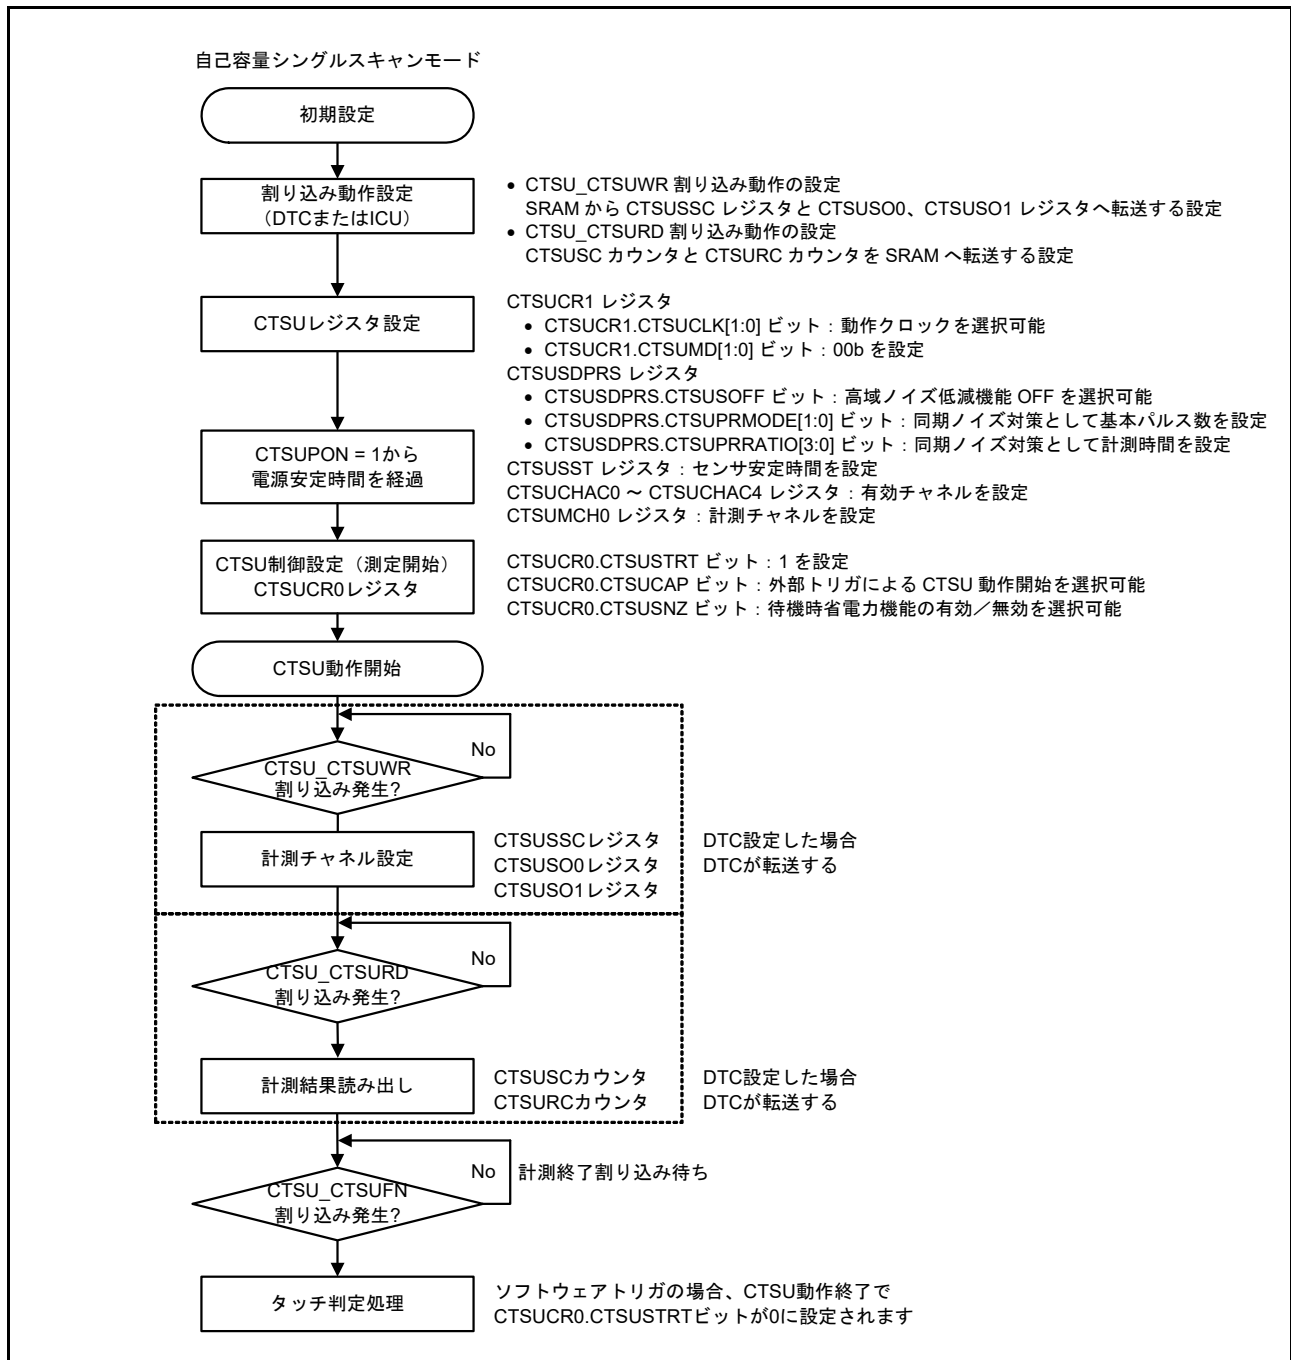 自己容量シングルスキャンモード
初期設定
割り込み動作設定
（DTCまたはICU）
• CTSU_CTSUWR 割り込み動作の設定
SRAM から CTSUSSC レジスタと CTSUSO0、CTSUSO1 レジスタへ転送する設定
• CTSU_CTSURD 割り込み動作の設定
CTSUSC カウンタと CTSURC カウンタを SRAM へ転送する設定
CTSUレジスタ設定
CTSUCR1 レジスタ
• CTSUCR1.CTSUCLK[1:0] ビット：動作クロックを選択可能
• CTSUCR1.CTSUMD[1:0] ビット：00b を設定
CTSUSDPRS レジスタ
• CTSUSDPRS.CTSUSOFF ビット：高域ノイズ低減機能 OFF を選択可能
• CTSUSDPRS.CTSUPRMODE[1:0] ビット：同期ノイズ対策として基本パルス数を設定
• CTSUSDPRS.CTSUPRRATIO[3:0] ビット：同期ノイズ対策として計測時間を設定
CTSUSST レジスタ：センサ安定時間を設定
CTSUCHAC0 ～ CTSUCHAC4 レジスタ：有効チャネルを設定
CTSUMCH0 レジスタ：計測チャネルを設定
CTSUPON = 1から
電源安定時間を経過
CTSU制御設定（測定開始）
CTSUCR0レジスタ
CTSUCR0.CTSUSTRT ビット：1 を設定
CTSUCR0.CTSUCAP ビット：外部トリガによる CTSU 動作開始を選択可能
CTSUCR0.CTSUSNZ ビット：待機時省電力機能の有効／無効を選択可能
CTSU動作開始
No
CTSU_CTSUWR
割り込み発生?
計測チャネル設定
CTSUSSCレジスタ
CTSUSO0レジスタ
CTSUSO1レジスタ
DTC設定した場合
DTCが転送する
No
CTSU_CTSURD
割り込み発生?
計測結果読み出し
CTSUSCカウンタ
CTSURCカウンタ
DTC設定した場合
DTCが転送する
No
計測終了割り込み待ち
CTSU_CTSUFN
割り込み発生?
タッチ判定処理
ソフトウェアトリガの場合、CTSU動作終了で
CTSUCR0.CTSUSTRTビットが0に設定されます